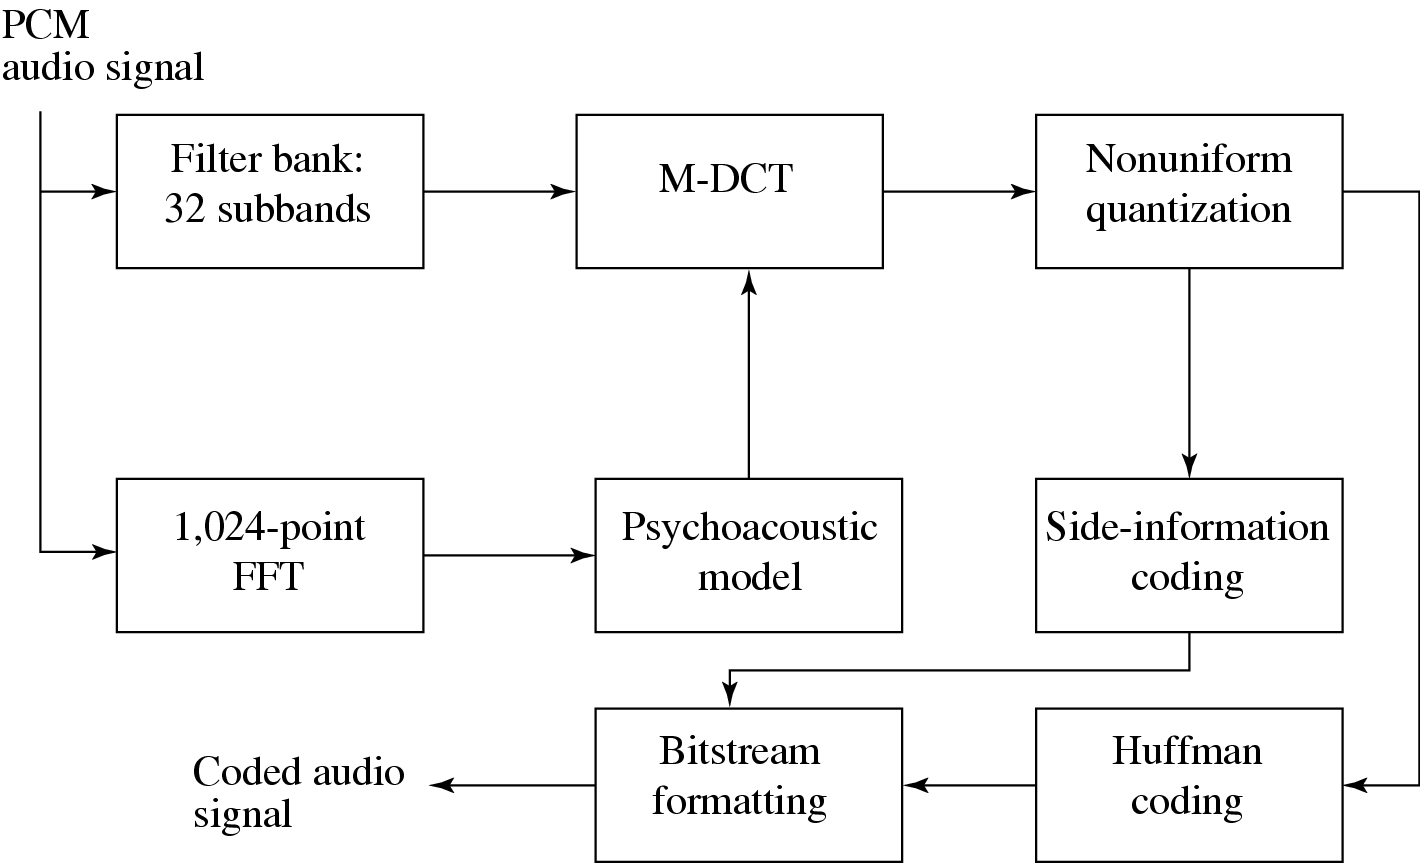 PCM
audio signal
Filter bank:
32 subbands
M-DCT
Nonuniform
quantization
1,024-point
FFT
Psychoacoustic
model
Side-information
coding
Coded audio
signal
Bitstream
formatting
Huffman
coding